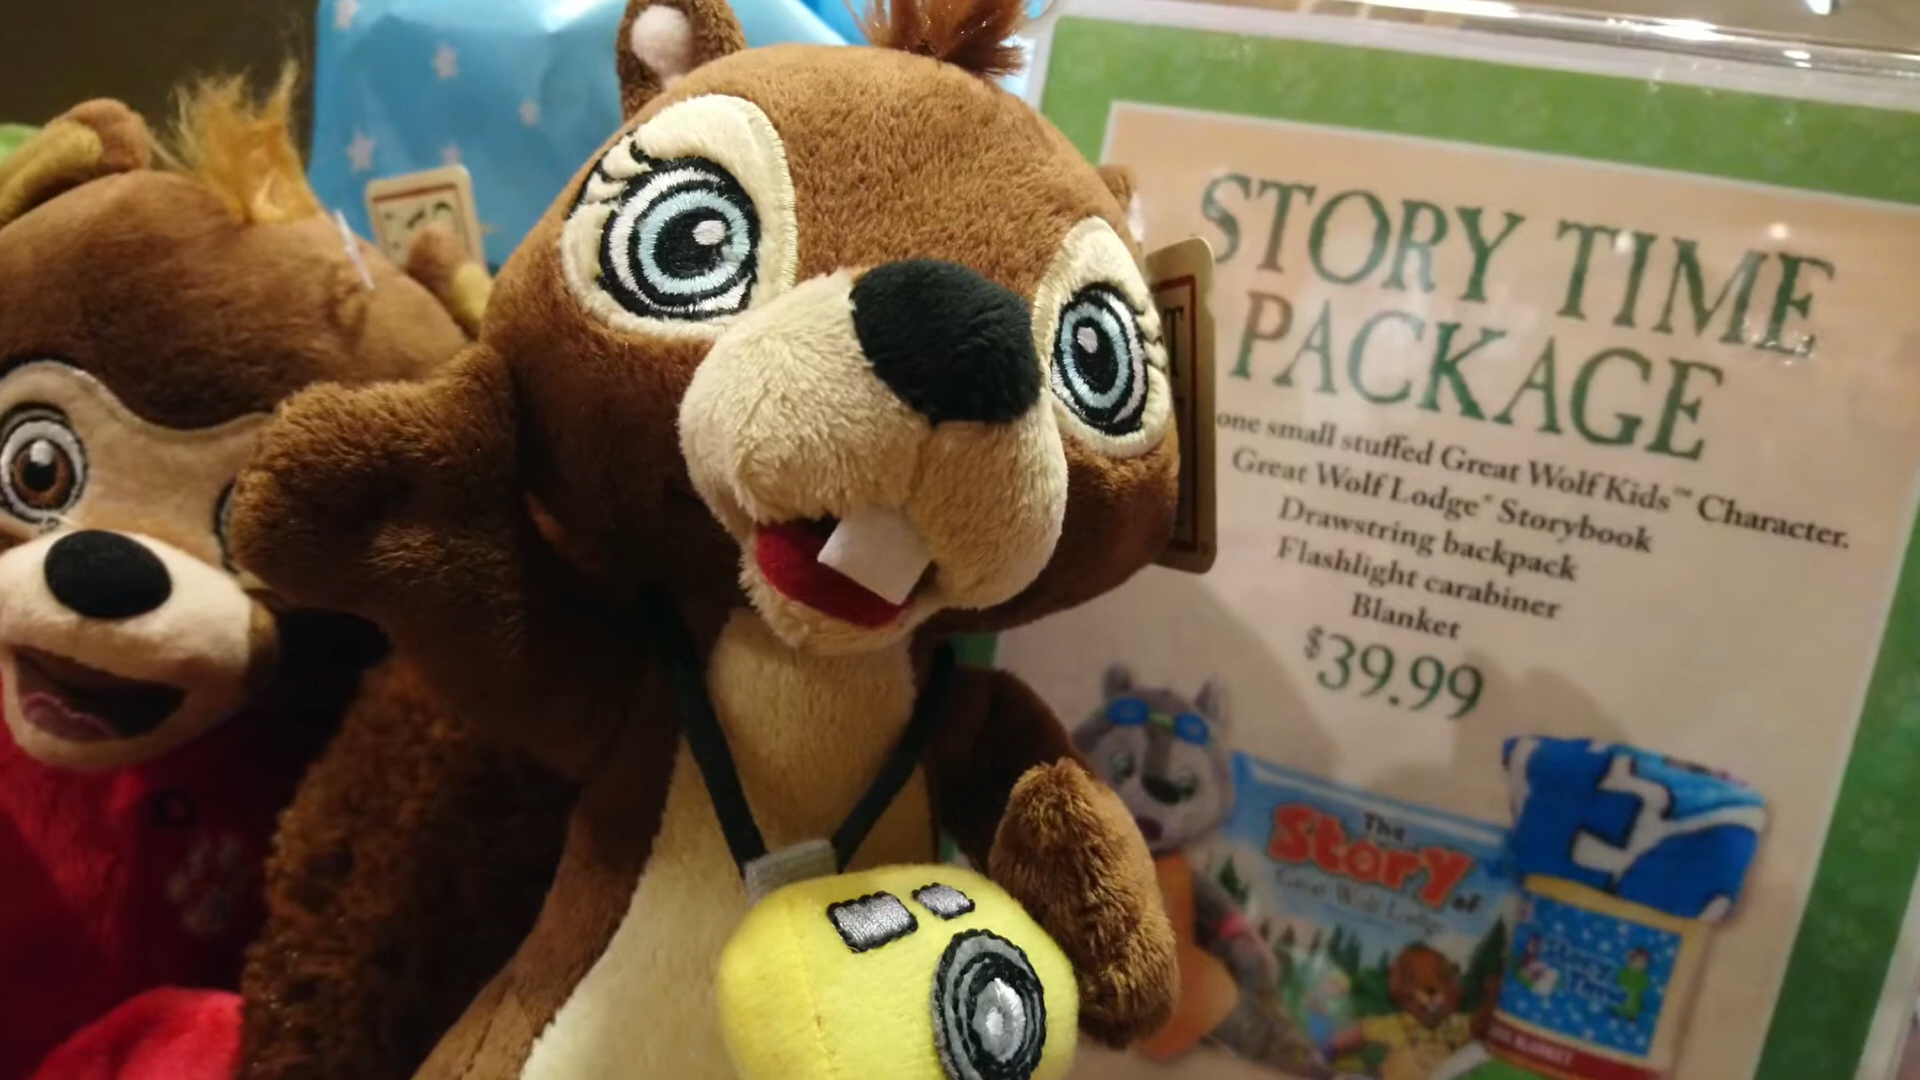 STORY TIME
PACKAGE
one small stuffed Great Wolf Kids™ Character.
Great Wolf Lodge® Storybook
Drawstring backpack
Flashlight carabiner
Blanket
$39.99
The
Story
of
Great Wolf Lodge